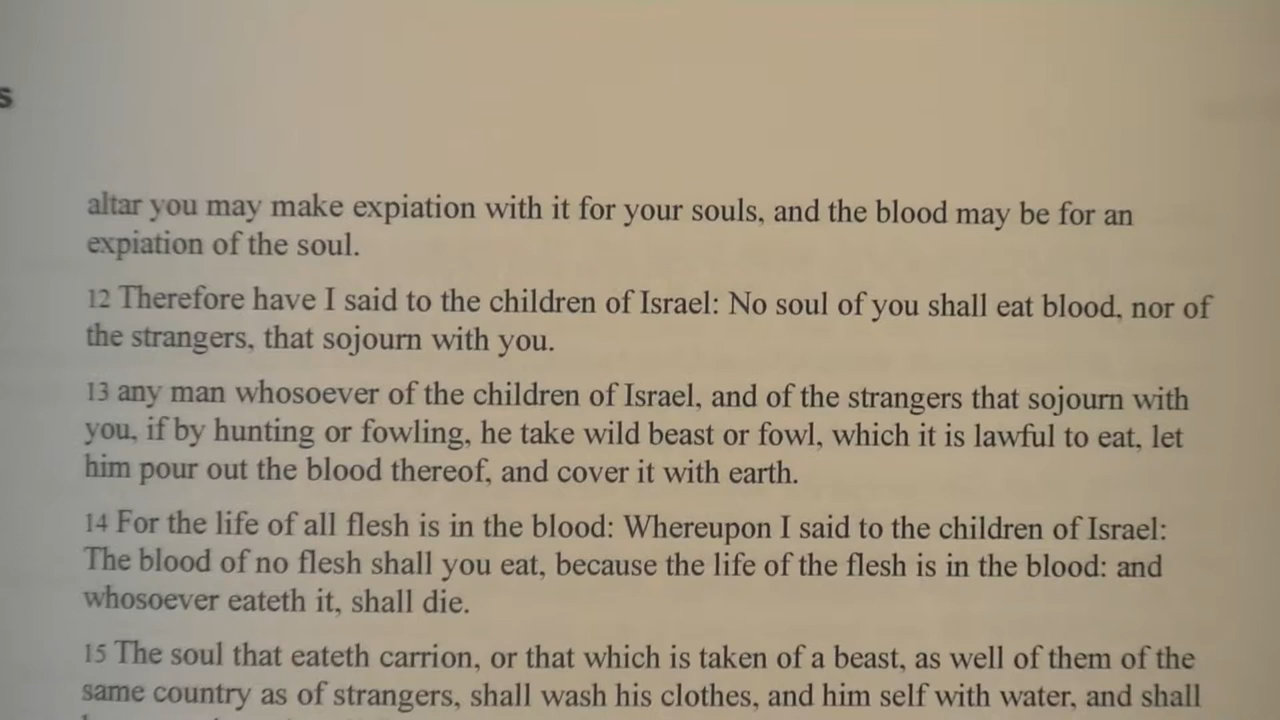 s
altar you may make expiation with it for your souls, and the blood may be for an
expiation of the soul.
12 Therefore have I said to the children of Israel: No soul of you shall eat blood, nor of
the strangers, that sojourn with you.
13 any man whosoever of the children of Israel, and of the strangers that sojourn with
you, if by hunting or fowling, he take wild beast or fowl, which it is lawful to eat, let
him pour out the blood thereof, and cover it with earth.
14 For the life of all flesh is in the blood: Whereupon I said to the children of Israel:
The blood of no flesh shall you eat, because the life of the flesh is in the blood: and
whosoever eateth it, shall die.
15 The soul that eateth carrion, or that which is taken of a beast, as well of them of the
same country as of strangers, shall wash his clothes, and him self with water, and shall